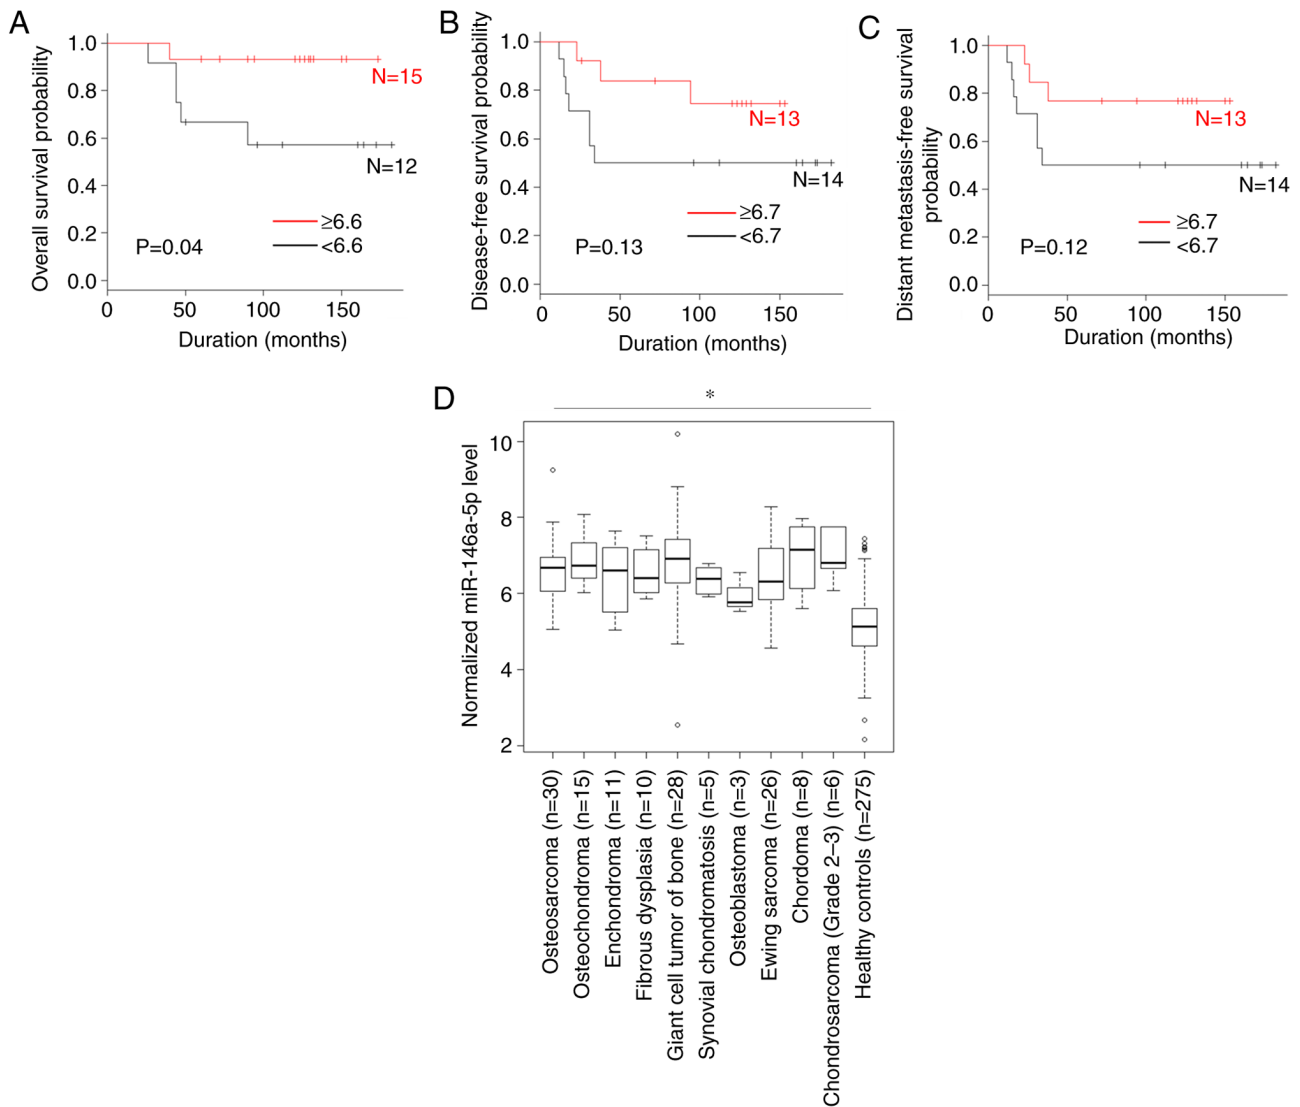 A
Overall survival probability
1.0
0.8
0.6
0.4
0.2
0.0
N=15
N=12
≥6.6
<6.6
P=0.04
0 50 100 150
Duration (months)
B
Disease-free survival probability
1.0
0.8
0.6
0.4
0.2
0.0
N=13
N=14
≥6.7
<6.7
P=0.13
0 50 100 150
Duration (months)
C
Distant metastasis-free survival
probability
1.0
0.8
0.6
0.4
0.2
0.0
N=13
N=14
≥6.7
<6.7
P=0.12
0 50 100 150
Duration (months)
D
*
Normalized miR-146a-5p level
10
8
6
4
2
Osteosarcoma (n=30)
Osteochondroma (n=15)
Enchondroma (n=11)
Fibrous dysplasia (n=10)
Giant cell tumor of bone (n=28)
Synovial chondromatosis (n=5)
Osteoblastoma (n=3)
Ewing sarcoma (n=26)
Chordoma (n=8)
Chondrosarcoma (Grade 2–3) (n=6)
Healthy controls (n=275)